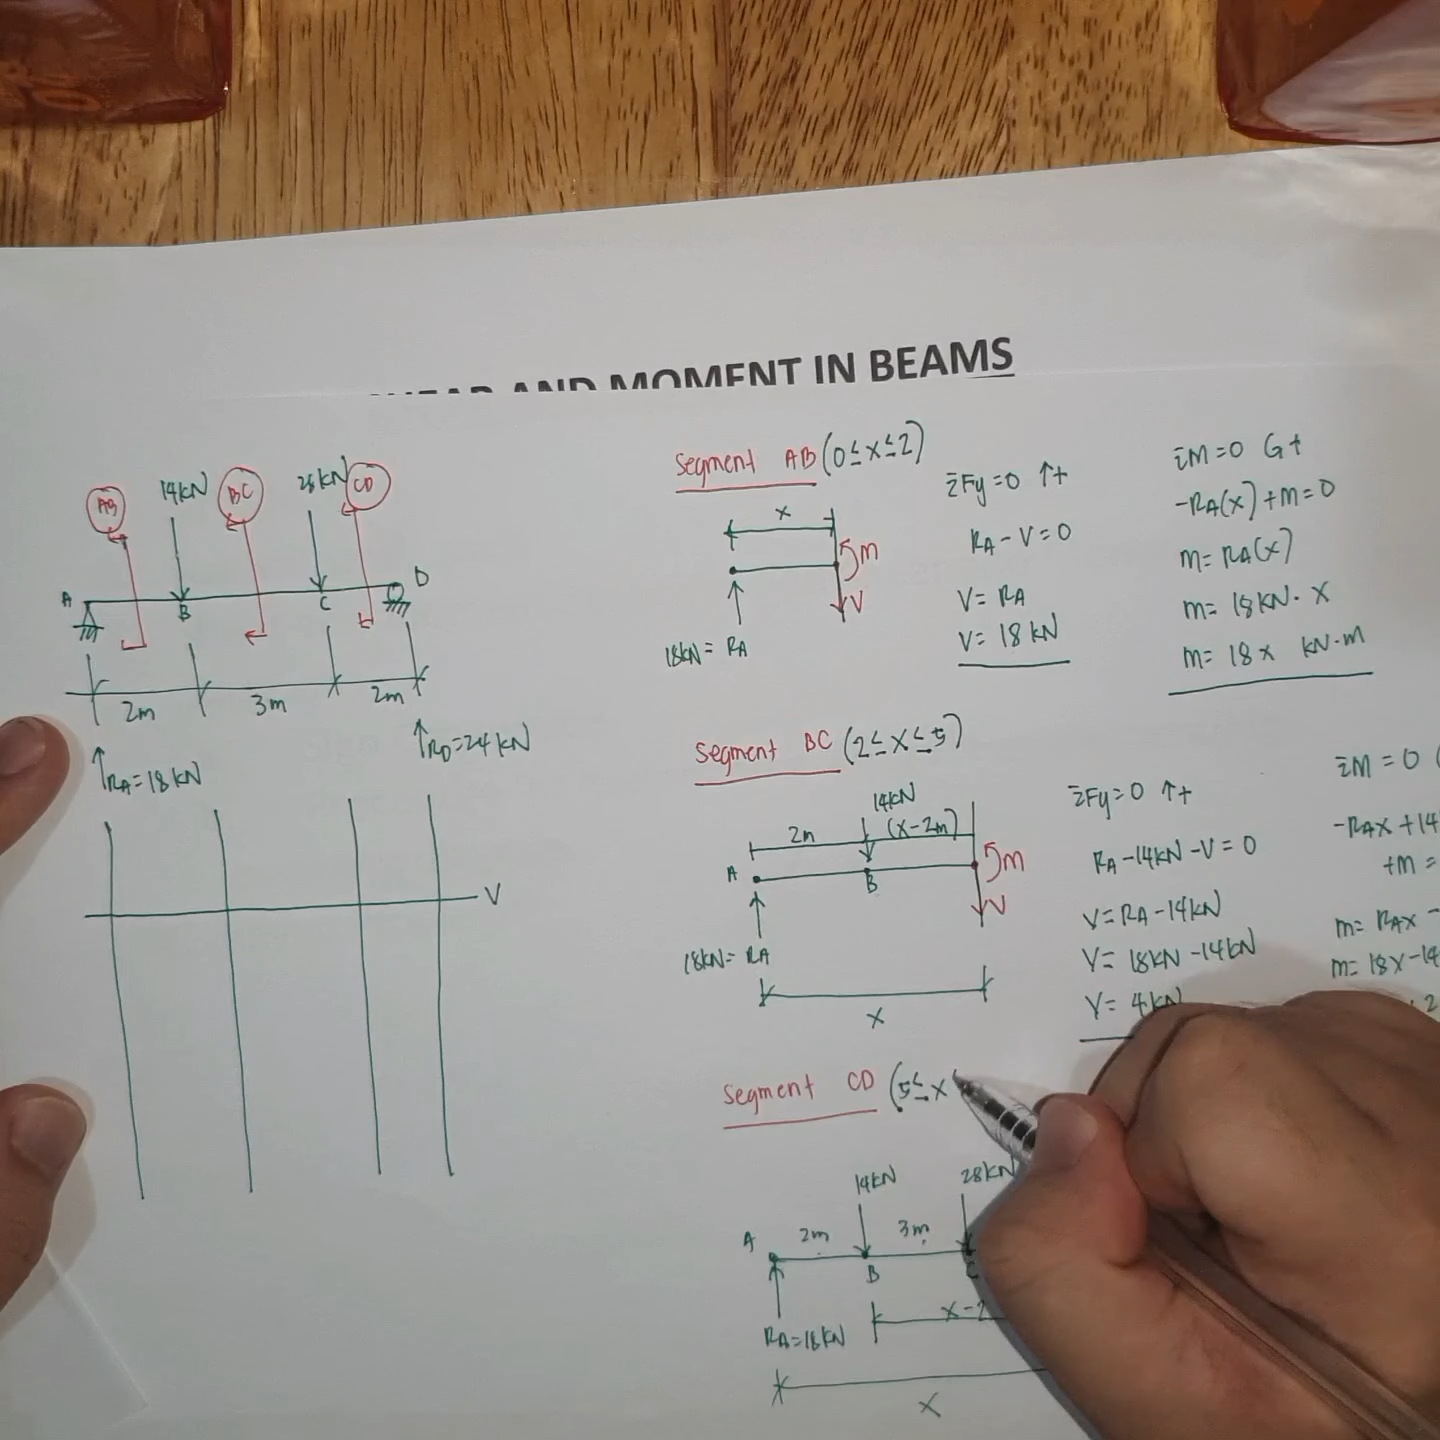 SHEAR AND MOMENT IN BEAMS
AB
14KN
BC
28KN
CD
A
B
C
D
2m
3m
2m
RA=18KN
RD=24KN
V
Segment AB (0≤x≤2)
x
M
V
18KN= RA
ΣFy=0 ↑+
RA-V=0
V= RA
V= 18 KN
ΣM=0 G+
-RA(x)+M=0
M= RA(x)
M= 18KN· x
M= 18x KN·m
Segment BC (2≤x≤5)
14KN
2m
(x-2m)
A
B
M
V
18KN= RA
x
ΣFy=0 ↑+
RA-14KN-V=0
V= RA-14KN
V= 18KN-14KN
V= 4KN
ΣM=0
-RAx+14
+M=
M= RAx-
M= 18x-14
Segment CD (5≤x
14KN
28KN
A
2m
3m
B
C
x-2
RA=18KN
x